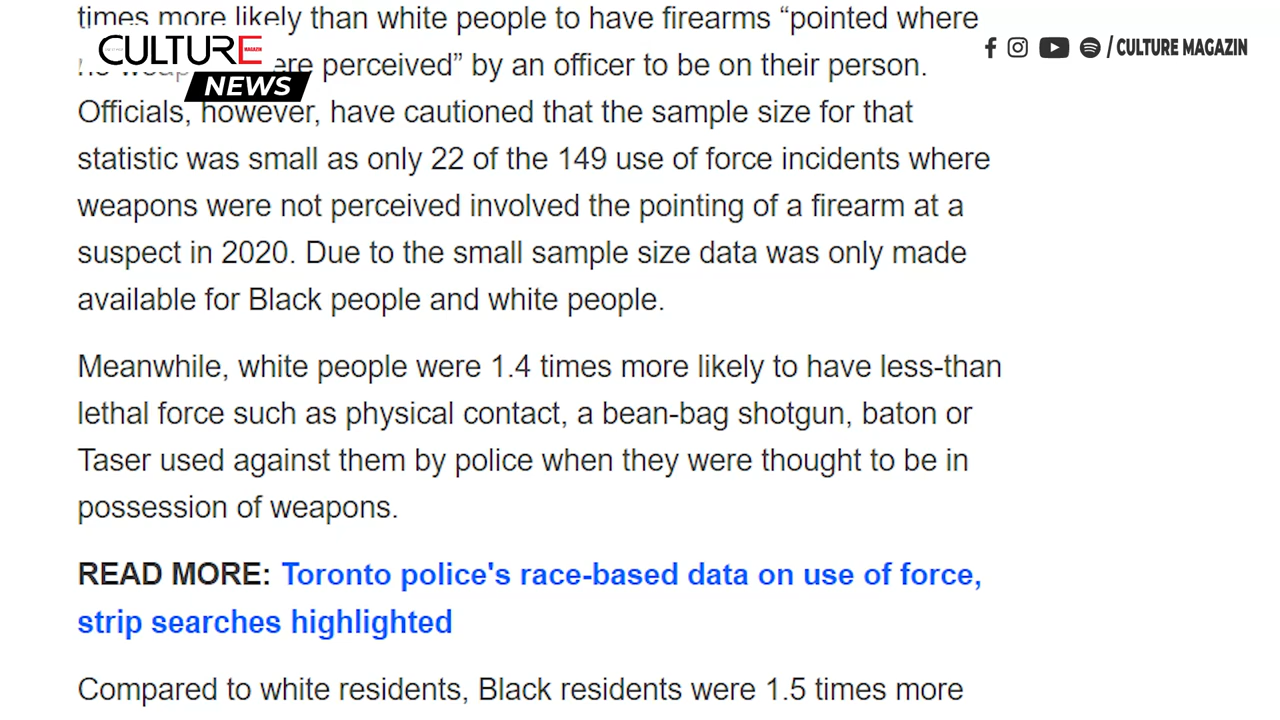 times more likely than white people to have firearms “pointed where
CULTURE MAGAZIN
NEWS
/ CULTURE MAGAZIN
ere perceived” by an officer to be on their person.
Officials, however, have cautioned that the sample size for that
statistic was small as only 22 of the 149 use of force incidents where
weapons were not perceived involved the pointing of a firearm at a
suspect in 2020. Due to the small sample size data was only made
available for Black people and white people.
Meanwhile, white people were 1.4 times more likely to have less-than
lethal force such as physical contact, a bean-bag shotgun, baton or
Taser used against them by police when they were thought to be in
possession of weapons.
READ MORE: Toronto police's race-based data on use of force,
strip searches highlighted
Compared to white residents, Black residents were 1.5 times more